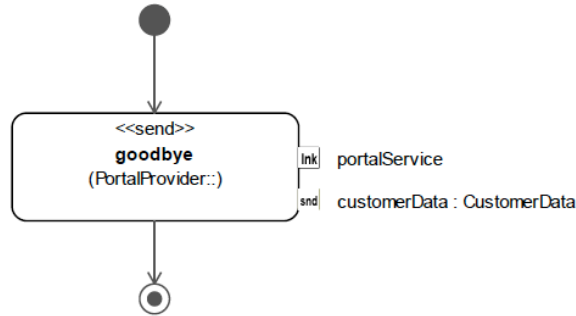 <<send>>
goodbye
(PortalProvider::)
lnk portalService
snd customerData : CustomerData